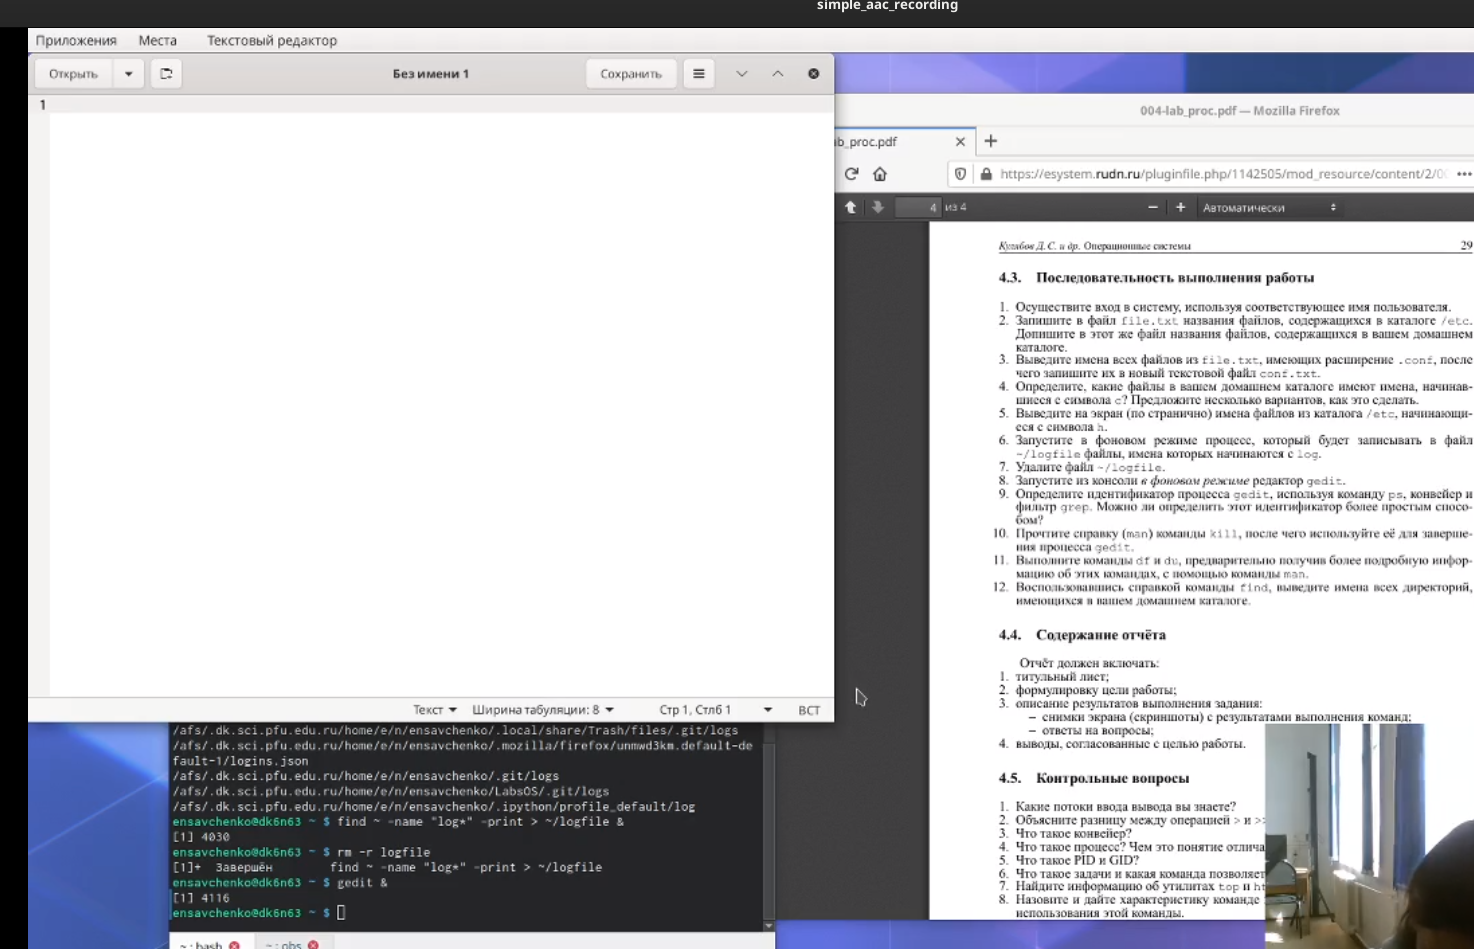 simple_aac_recording
Приложения Места Текстовый редактор
Открыть Без имени 1 Сохранить
1
Текст Ширина табуляции: 8 Стр 1, Стлб 1 ВСТ
004-lab_proc.pdf — Mozilla Firefox
b_proc.pdf
https://esystem.rudn.ru/pluginfile.php/1142505/mod_resource/content/2/0
4 из 4 Автоматически
Кулябов Д. С. и др. Операционные системы 29
4.3. Последовательность выполнения работы
1. Осуществите вход в систему, используя соответствующее имя пользователя.
2. Запишите в файл file.txt названия файлов, содержащихся в каталоге /etc.
Допишите в этот же файл названия файлов, содержащихся в вашем домашнем
каталоге.
3. Выведите имена всех файлов из file.txt, имеющих расширение .conf, после
чего запишите их в новый текстовой файл conf.txt.
4. Определите, какие файлы в вашем домашнем каталоге имеют имена, начинав-
шиеся с символа c? Предложите несколько вариантов, как это сделать.
5. Выведите на экран (по странично) имена файлов из каталога /etc, начинающи-
еся с символа h.
6. Запустите в фоновом режиме процесс, который будет записывать в файл
~/logfile файлы, имена которых начинаются с log.
7. Удалите файл ~/logfile.
8. Запустите из консоли в фоновом режиме редактор gedit.
9. Определите идентификатор процесса gedit, используя команду ps, конвейер и
фильтр grep. Можно ли определить этот идентификатор более простым спосо-
бом?
10. Прочтите справку (man) команды kill, после чего используйте её для заверше-
ния процесса gedit.
11. Выполните команды df и du, предварительно получив более подробную инфор-
мацию об этих командах, с помощью команды man.
12. Воспользовавшись справкой команды find, выведите имена всех директорий,
имеющихся в вашем домашнем каталоге.
4.4. Содержание отчёта
Отчёт должен включать:
1. титульный лист;
2. формулировку цели работы;
3. описание результатов выполнения задания:
– снимки экрана (скриншоты) с результатами выполнения команд;
– ответы на вопросы;
4. выводы, согласованные с целью работы.
4.5. Контрольные вопросы
1. Какие потоки ввода вывода вы знаете?
2. Объясните разницу между операцией > и >>
3. Что такое конвейер?
4. Что такое процесс? Чем это понятие отлича
5. Что такое PID и GID?
6. Что такое задачи и какая команда позволяет
7. Найдите информацию об утилитах top и ht
8. Назовите и дайте характеристику команде
использования этой команды.
/afs/.dk.sci.pfu.edu.ru/home/e/n/ensavchenko/.local/share/Trash/files/.git/logs
/afs/.dk.sci.pfu.edu.ru/home/e/n/ensavchenko/.mozilla/firefox/unmwd3km.default-de
fault-1/logins.json
/afs/.dk.sci.pfu.edu.ru/home/e/n/ensavchenko/.git/logs
/afs/.dk.sci.pfu.edu.ru/home/e/n/ensavchenko/LabsOS/.git/logs
/afs/.dk.sci.pfu.edu.ru/home/e/n/ensavchenko/.ipython/profile_default/log
ensavchenko@dk6n63 ~ $ find ~ -name "log*" -print > ~/logfile &
[1] 4030
ensavchenko@dk6n63 ~ $ rm -r logfile
[1]+ Завершён find ~ -name "log*" -print > ~/logfile
ensavchenko@dk6n63 ~ $ gedit &
[1] 4116
ensavchenko@dk6n63 ~ $
~ : bash ~ : obs